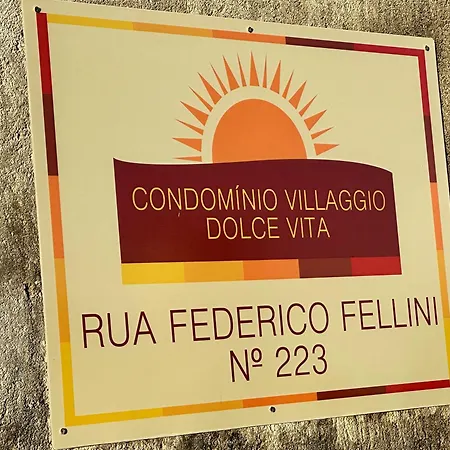 CONDOMÍNIO VILLAGGIO
DOLCE VITA
RUA FEDERICO FELLINI
Nº 223